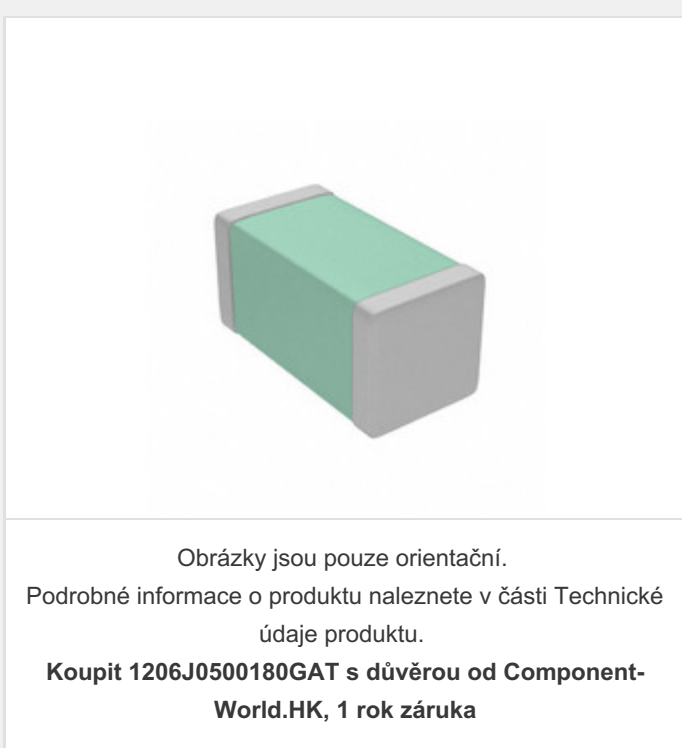 Obrázky jsou pouze orientační.
Podrobné informace o produktu naleznete v části Technické
údaje produktu.
Koupit 1206J0500180GAT s důvěrou od Component-
World.HK, 1 rok záruka